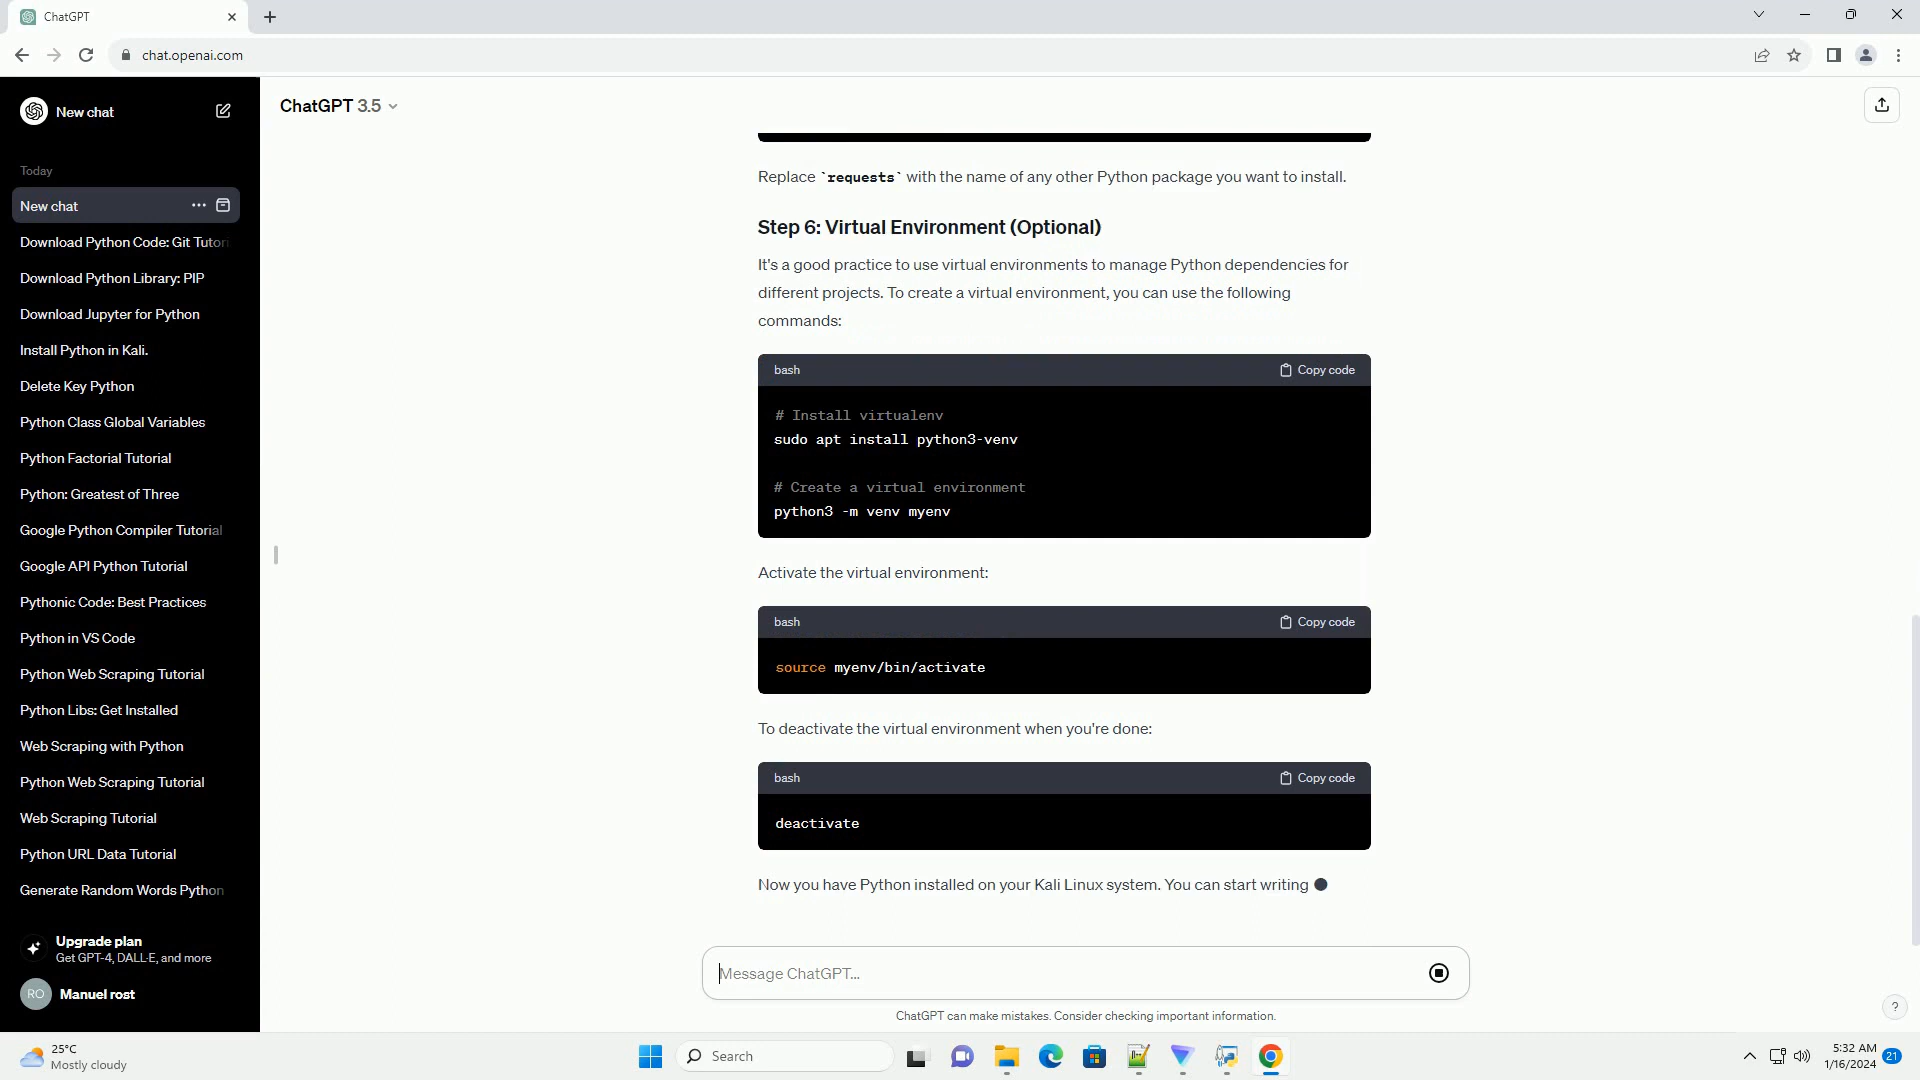 ChatGPT
chat.openai.com
New chat
ChatGPT 3.5
Today
New chat
Download Python Code: Git Tutori
Download Python Library: PIP
Download Jupyter for Python
Install Python in Kali.
Delete Key Python
Python Class Global Variables
Python Factorial Tutorial
Python: Greatest of Three
Google Python Compiler Tutorial
Google API Python Tutorial
Pythonic Code: Best Practices
Python in VS Code
Python Web Scraping Tutorial
Python Libs: Get Installed
Web Scraping with Python
Python Web Scraping Tutorial
Web Scraping Tutorial
Python URL Data Tutorial
Generate Random Words Python
Upgrade plan
Get GPT-4, DALL·E, and more
RO Manuel rost
Replace `requests` with the name of any other Python package you want to install.
Step 6: Virtual Environment (Optional)
It's a good practice to use virtual environments to manage Python dependencies for
different projects. To create a virtual environment, you can use the following
commands:
bash Copy code
# Install virtualenv
sudo apt install python3-venv
# Create a virtual environment
python3 -m venv myenv
Activate the virtual environment:
bash Copy code
source myenv/bin/activate
To deactivate the virtual environment when you're done:
bash Copy code
deactivate
Now you have Python installed on your Kali Linux system. You can start writing
Message ChatGPT...
ChatGPT can make mistakes. Consider checking important information.
?
25°C
Mostly cloudy
Search
5:32 AM
1/16/2024
21